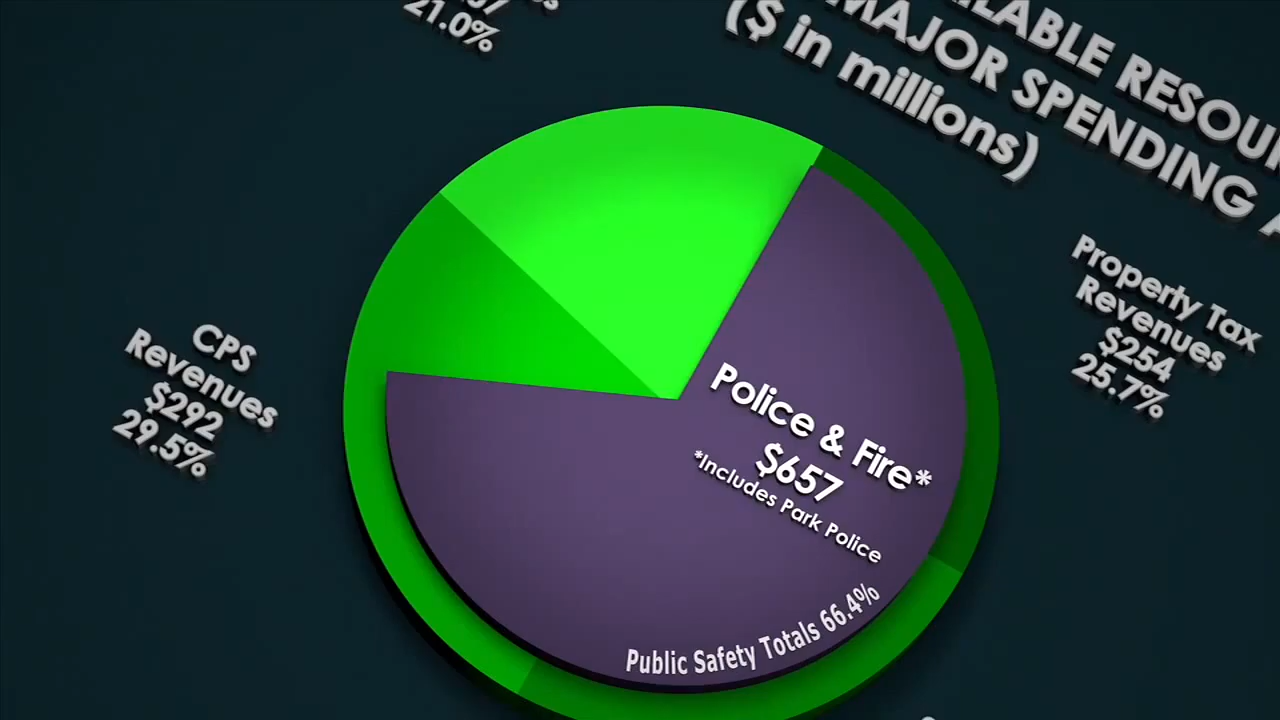 21.0%
MAJOR SPENDING
($ in millions)
Property Tax
Revenues
$254
25.7%
CPS
Revenues
$292
29.5%
Police & Fire*
$657
*Includes Park Police
Public Safety Totals 66.4%